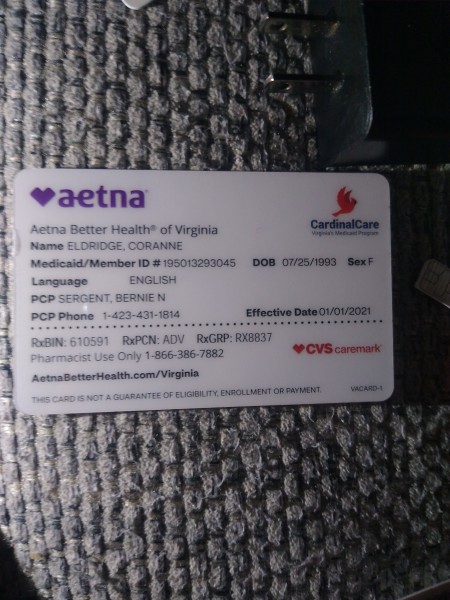 aetna
Aetna Better Health® of Virginia
CardinalCare
Virginia's Medicaid Program
Name ELDRIDGE, CORANNE
Medicaid/Member ID # 195013293045 DOB 07/25/1993 Sex F
Language ENGLISH
PCP SERGENT, BERNIE N
PCP Phone 1-423-431-1814 Effective Date 01/01/2021
RxBIN: 610591 RxPCN: ADV RxGRP: RX8837
Pharmacist Use Only 1-866-386-7882
CVS caremark
AetnaBetterHealth.com/Virginia
THIS CARD IS NOT A GUARANTEE OF ELIGIBILITY, ENROLLMENT OR PAYMENT. VACARD-1